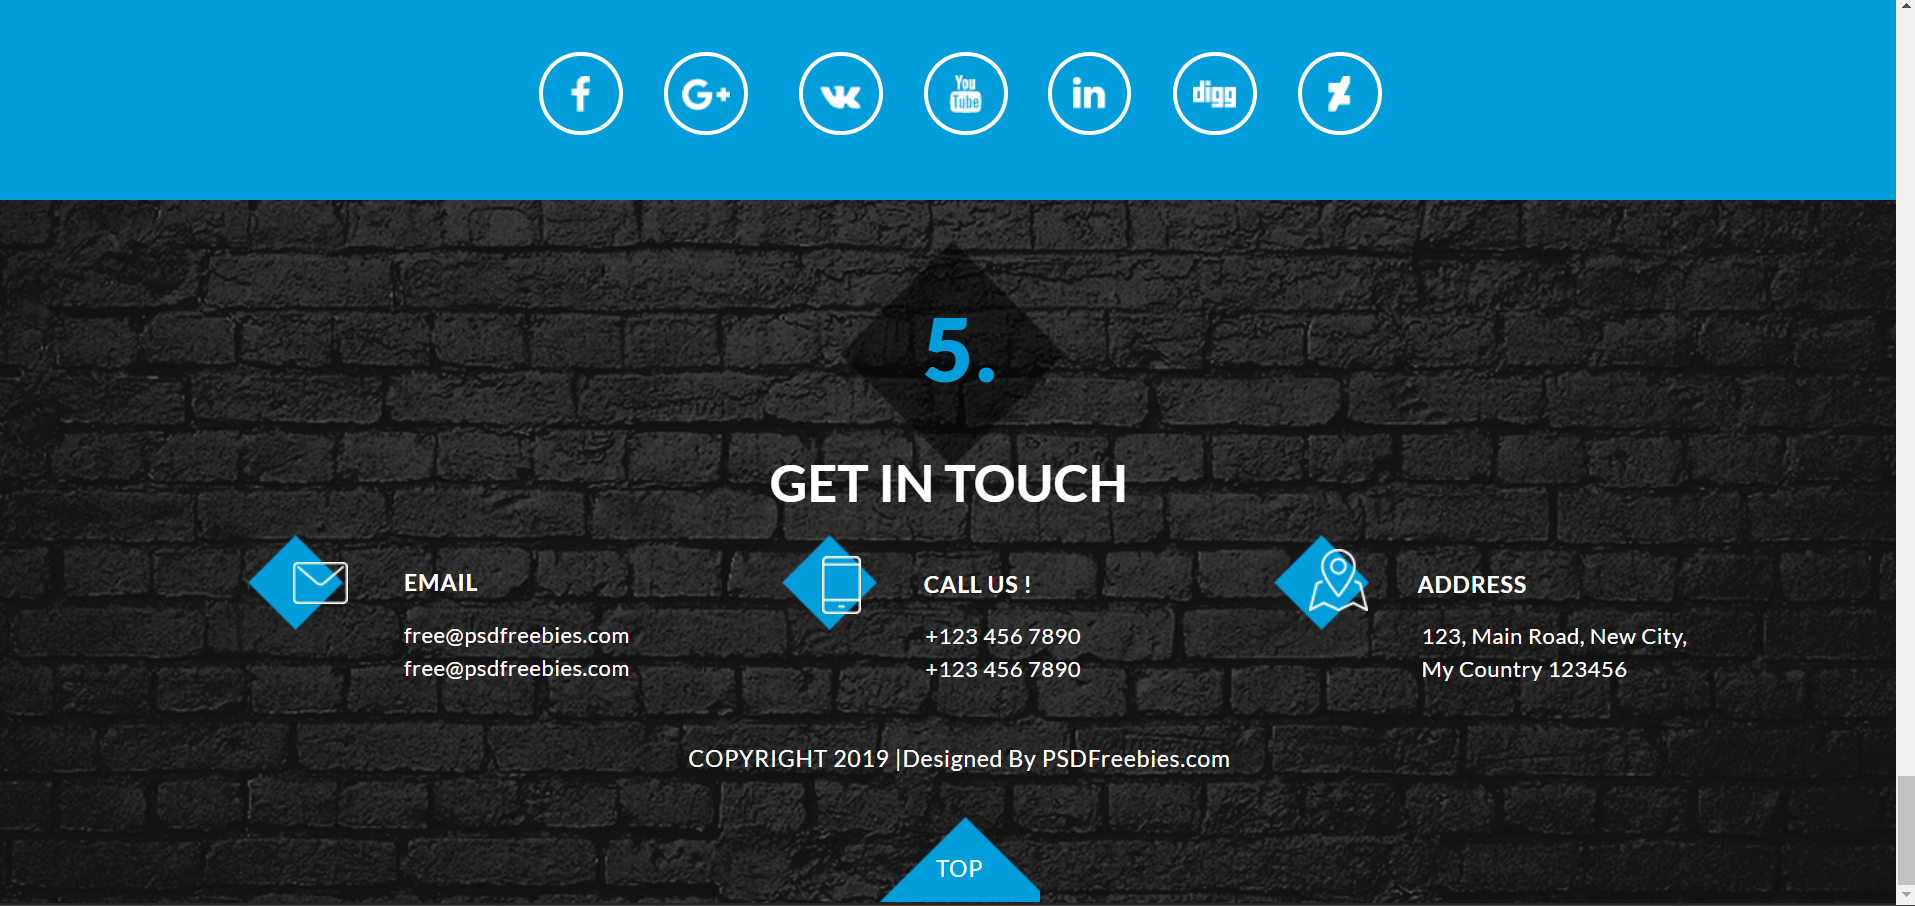 f
G+
You
Tube
in
digg
5.
GET IN TOUCH
EMAIL
free@psdfreebies.com
free@psdfreebies.com
CALL US !
+123 456 7890
+123 456 7890
ADDRESS
123, Main Road, New City,
My Country 123456
COPYRIGHT 2019 |Designed By PSDFreebies.com
TOP